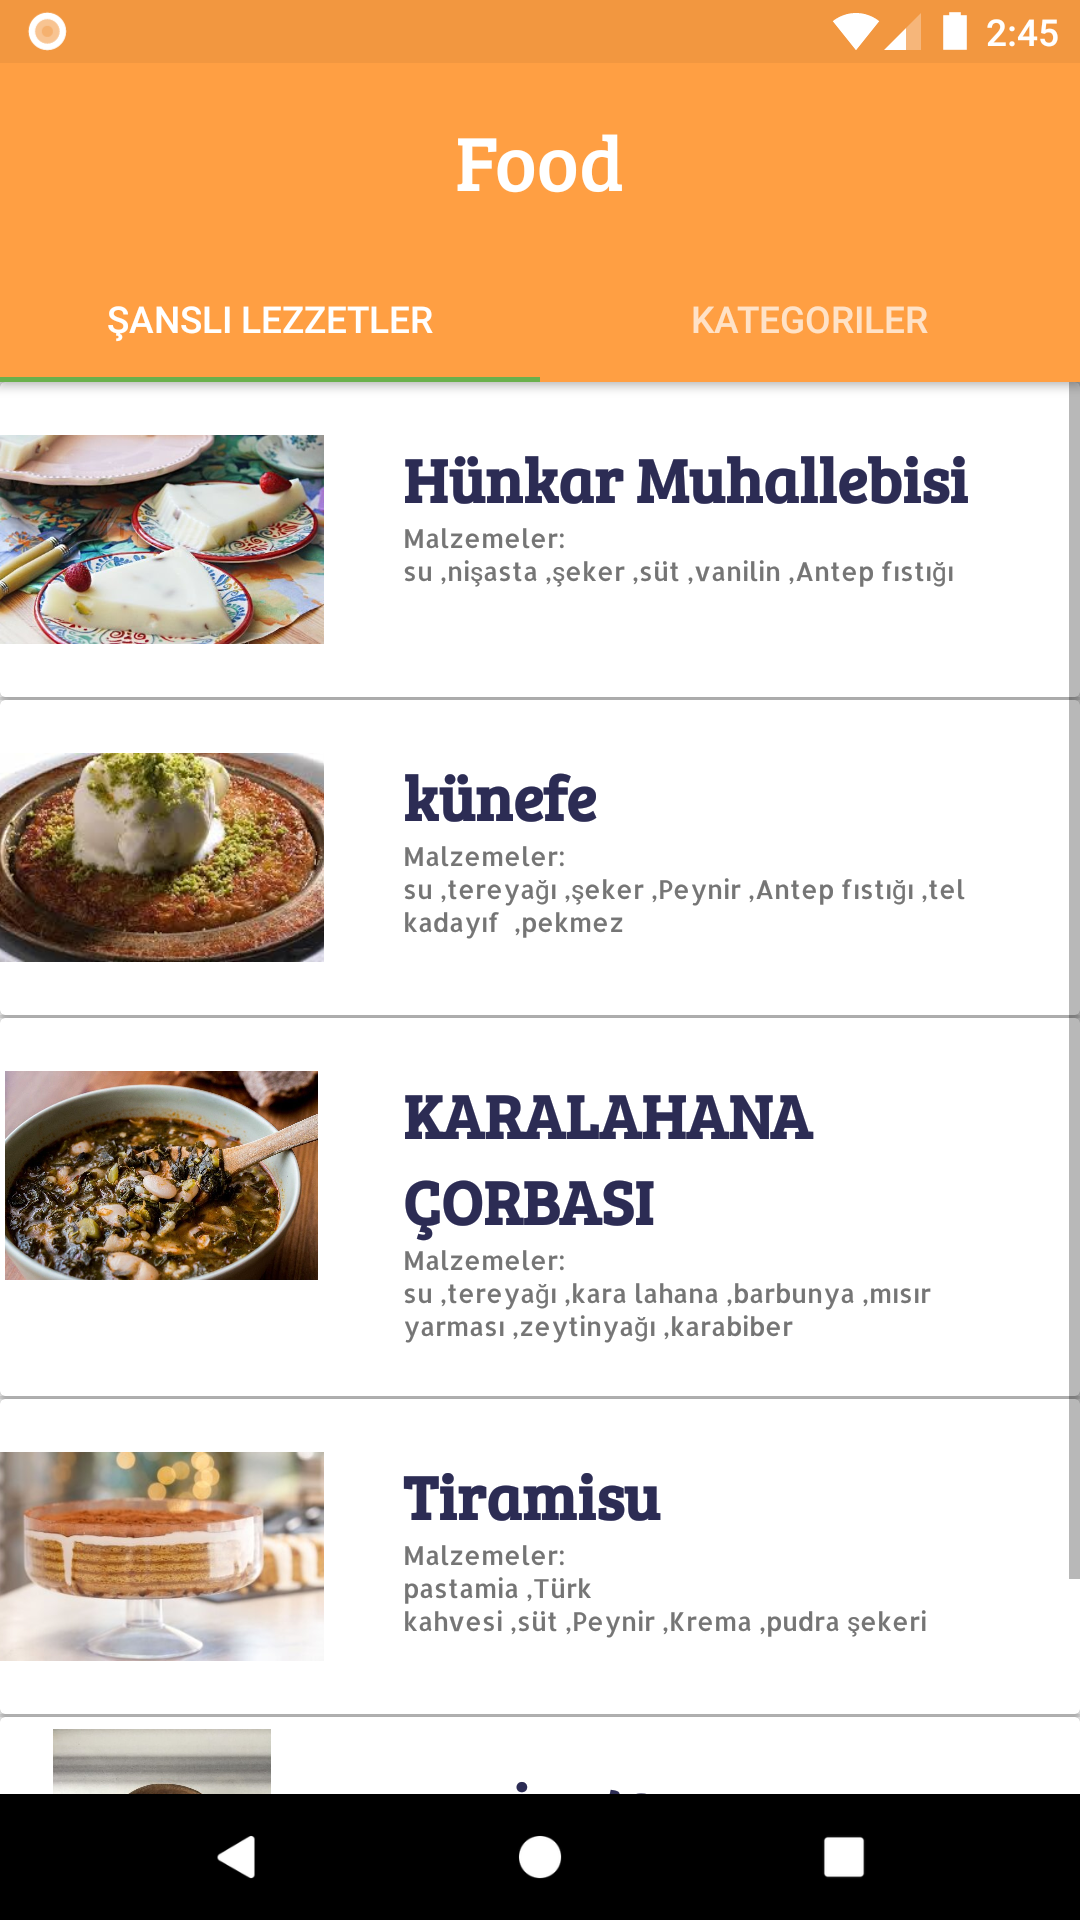 2:45
Food
ŞANSLI LEZZETLER
KATEGORILER
Hünkar Muhallebisi
Malzemeler:
su ,nişasta ,şeker ,süt ,vanilin ,Antep fıstığı
künefe
Malzemeler:
su ,tereyağı ,şeker ,Peynir ,Antep fıstığı ,tel
kadayıf ,pekmez
KARALAHANA
ÇORBASI
Malzemeler:
su ,tereyağı ,kara lahana ,barbunya ,mısır
yarması ,zeytinyağı ,karabiber
Tiramisu
Malzemeler:
pastamia ,Türk
kahvesi ,süt ,Peynir ,Krema ,pudra şekeri